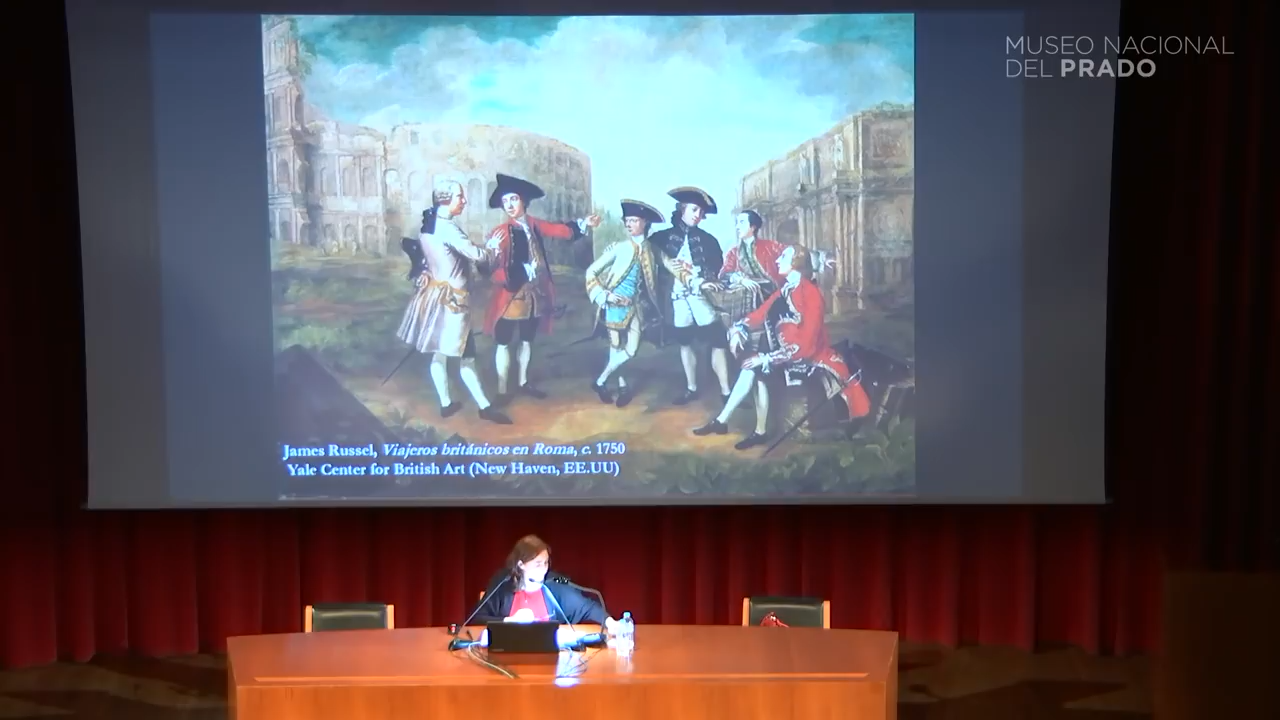 MUSEO NACIONAL
DEL PRADO
James Russel, Viajeros británicos en Roma, c. 1750
Yale Center for British Art (New Haven, EE.UU)